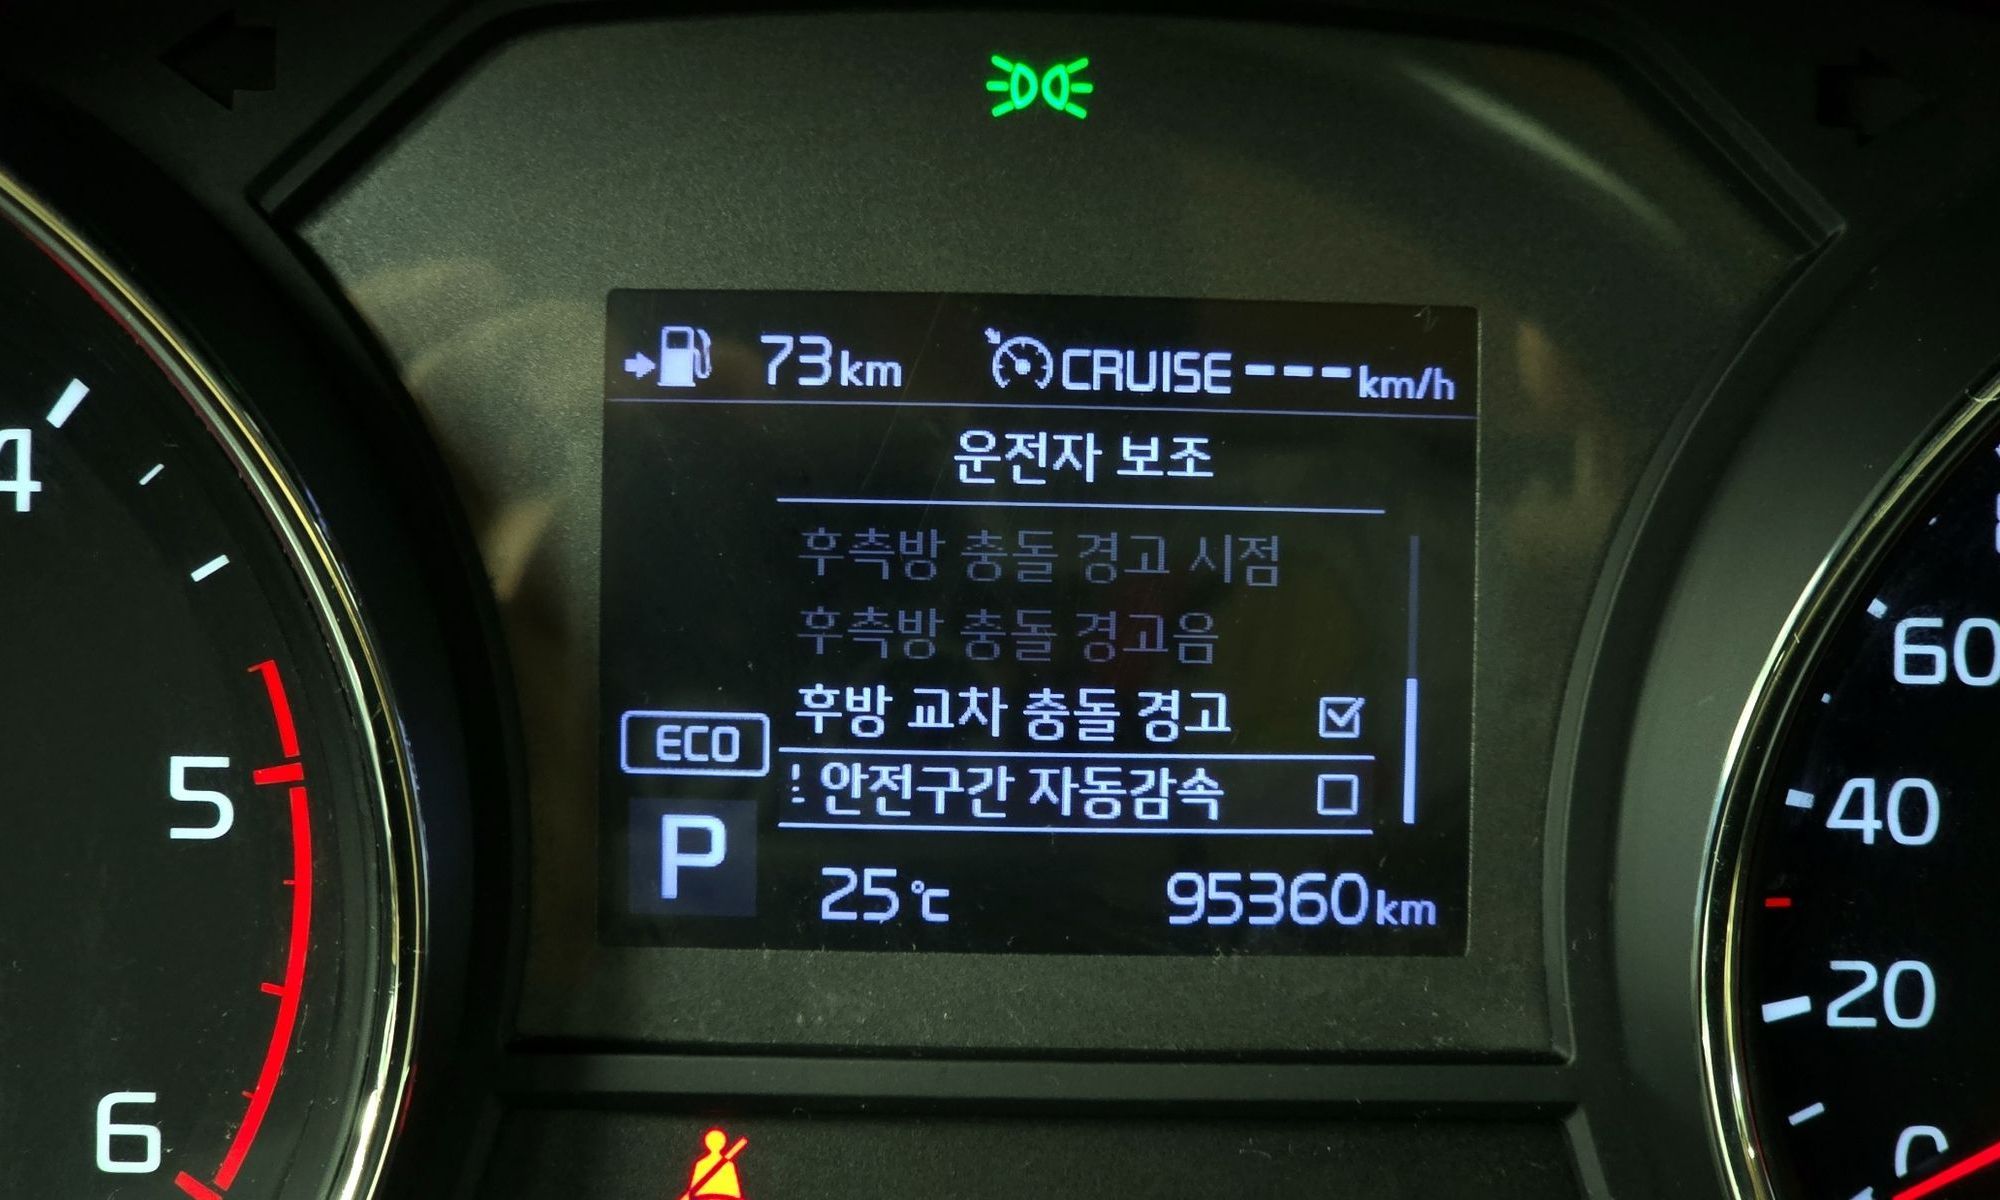 73km CRUISE ---km/h
운전자 보조
후측방 충돌 경고 시점
후측방 충돌 경고음
후방 교차 충돌 경고
ECO
안전구간 자동감속
P
25℃ 95360km
4
5
6
60
40
20
0